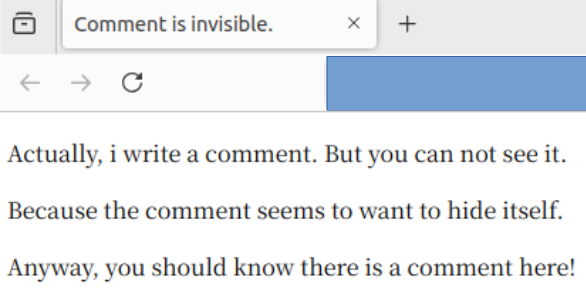 Comment is invisible.
Actually, i write a comment. But you can not see it.
Because the comment seems to want to hide itself.
Anyway, you should know there is a comment here!